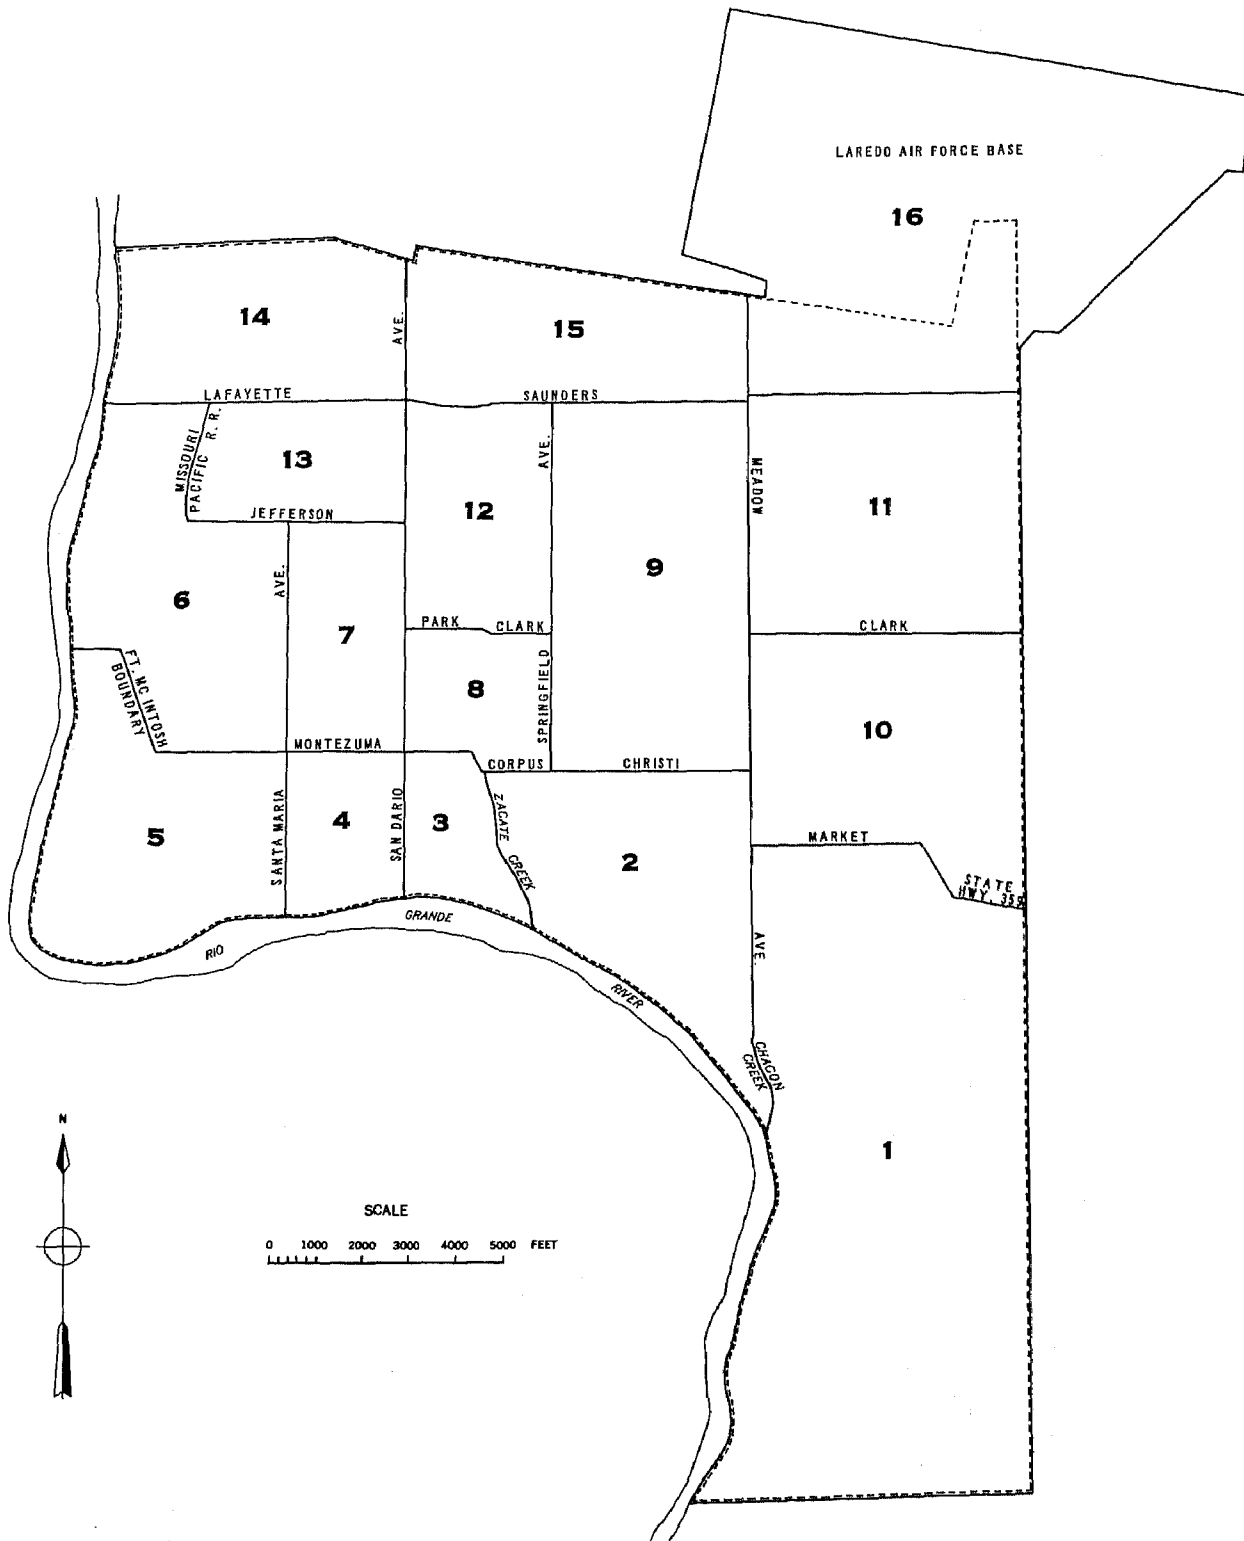 LAREDO AIR FORCE BASE
16
14
AVE.
15
LAFAYETTE
SAUNDERS
MISSOURI
PACIFIC R. R.
13
AVE.
MEADOW
12
11
JEFFERSON
9
AVE.
6
7
PARK
CLARK
CLARK
FT. MC INTOSH
BOUNDARY
8
SPRINGFIELD
10
MONTEZUMA
CORPUS
CHRISTI
SANTA MARIA
4
SAN DARIO
3
ZACATE
CREEK
5
2
MARKET
STATE
HWY. 359
GRANDE
RIO
AVE.
RIVER
CHACON
CREEK
N
1
SCALE
0 1000 2000 3000 4000 5000 FEET